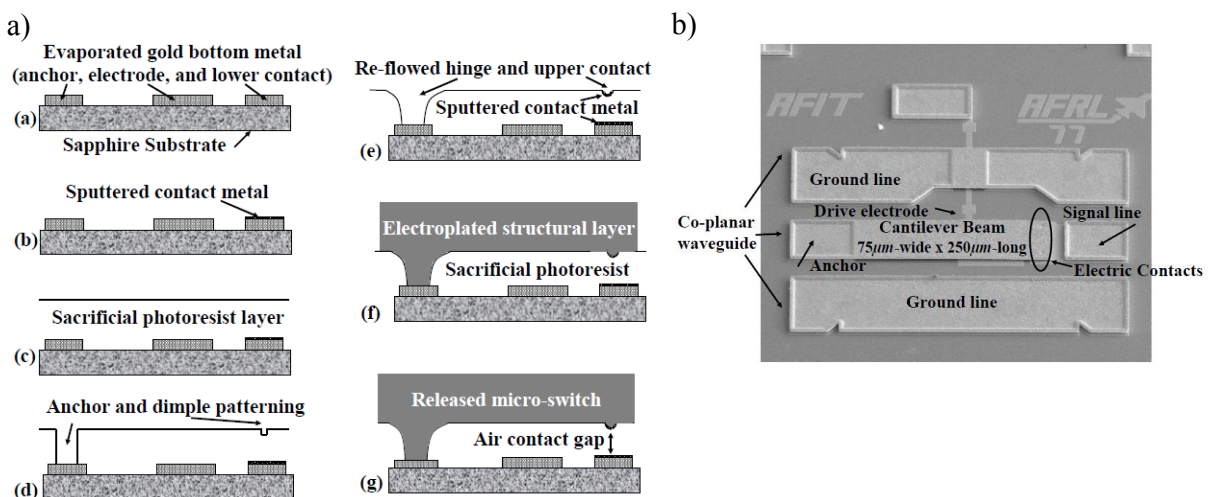 a)
Evaporated gold bottom metal
(anchor, electrode, and lower contact)
(a)
Sapphire Substrate
Sputtered contact metal
(b)
Sacrificial photoresist layer
(c)
Anchor and dimple patterning
(d)
Re-flowed hinge and upper contact
Sputtered contact metal
(e)
Electroplated structural layer
Sacrificial photoresist
(f)
Released micro-switch
Air contact gap
(g)
b)
AFIT
AFRL
77
Ground line
Co-planar
waveguide
Drive electrode
Signal line
Cantilever Beam
75μm-wide x 250μm-long
Anchor
Electric Contacts
Ground line